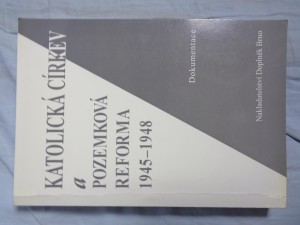 KATOLICKÁ CÍRKEV
a
POZEMKOVÁ
REFORMA
1945–1948
Dokumentace
Nakladatelství Doplněk Brno